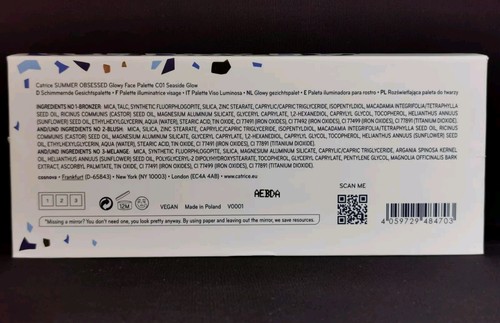 Catrice SUMMER OBSESSED Glowy Face Palette C01 Seaside Glow
D Schimmernde Gesichtspalette • F Palette illuminatrice visage • IT Palette Viso Luminosa • NL Glowy gezichtspalet • E Paleta iluminadora para rostro • PL Rozświetlająca paleta do twarzy
INGREDIENTS NO 1-BRONZER: MICA, TALC, SYNTHETIC FLUORPHLOGOPITE, SILICA, ZINC STEARATE, CAPRYLIC/CAPRIC TRIGLYCERIDE, ISOPENTYLDIOL, MACADAMIA INTEGRIFOLIA/TETRAPHYLLA
SEED OIL, RICINUS COMMUNIS (CASTOR) SEED OIL, MAGNESIUM ALUMINUM SILICATE, GLYCERYL CAPRYLATE, 1,2-HEXANEDIOL, CAPRYLYL GLYCOL, TOCOPHEROL, HELIANTHUS ANNUUS
(SUNFLOWER) SEED OIL, ETHYLHEXYLGLYCERIN, AQUA (WATER), STEARIC ACID, TIN OXIDE, CI 77491 (IRON OXIDES), CI 77492 (IRON OXIDES), CI 77499 (IRON OXIDES), CI 77891 (TITANIUM DIOXIDE).
AND/UND INGREDIENTS NO 2-BLUSH: MICA, SILICA, ZINC STEARATE, CAPRYLIC/CAPRIC TRIGLYCERIDE, ISOPENTYLDIOL, MACADAMIA INTEGRIFOLIA/TETRAPHYLLA SEED OIL, RICINUS
COMMUNIS (CASTOR) SEED OIL, MAGNESIUM ALUMINUM SILICATE, GLYCERYL CAPRYLATE, 1,2-HEXANEDIOL, CAPRYLYL GLYCOL, TOCOPHEROL, HELIANTHUS ANNUUS (SUNFLOWER) SEED
OIL, ETHYLHEXYLGLYCERIN, AQUA (WATER), STEARIC ACID, TIN OXIDE, CI 77491 (IRON OXIDES), CI 77891 (TITANIUM DIOXIDE).
AND/UND INGREDIENTS NO 3-MELANGE: MICA, SYNTHETIC FLUORPHLOGOPITE, SILICA, MAGNESIUM ALUMINUM SILICATE, CAPRYLIC/CAPRIC TRIGLYCERIDE, ARGANIA SPINOSA KERNEL
OIL, HELIANTHUS ANNUUS (SUNFLOWER) SEED OIL, POLYGLYCERYL-2 DIPOLYHYDROXYSTEARATE, TOCOPHEROL, GLYCERYL CAPRYLATE, PENTYLENE GLYCOL, MAGNOLIA OFFICINALIS BARK
EXTRACT, ASCORBYL PALMITATE, TIN OXIDE, CI 77491 (IRON OXIDES), CI 77499 (IRON OXIDES), CI 77891 (TITANIUM DIOXIDE).
cosnova • Frankfurt (D-65843) • New York (NY 10003) • London (EC4A 4AB) • www.catrice.eu
1 2 3 12M VEGAN Made in Poland V0001
AEBDA
SCAN ME
4 059729 484703
"Missing a mirror? You don't need one, you look pretty anyway. By using paper and leaving out the mirror, we save resources.